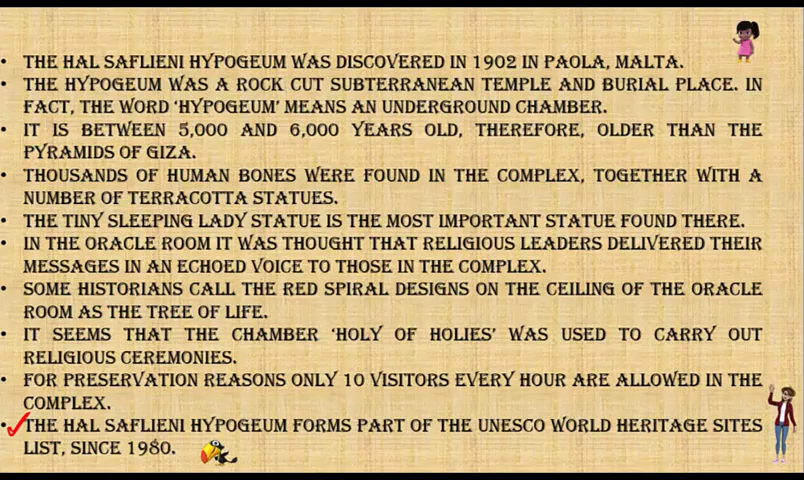 • THE HAL SAFLIENI HYPOGEUM WAS DISCOVERED IN 1902 IN PAOLA, MALTA.
• THE HYPOGEUM WAS A ROCK CUT SUBTERRANEAN TEMPLE AND BURIAL PLACE. IN
FACT, THE WORD ‘HYPOGEUM’ MEANS AN UNDERGROUND CHAMBER.
• IT IS BETWEEN 5,000 AND 6,000 YEARS OLD, THEREFORE, OLDER THAN THE
PYRAMIDS OF GIZA.
• THOUSANDS OF HUMAN BONES WERE FOUND IN THE COMPLEX, TOGETHER WITH A
NUMBER OF TERRACOTTA STATUES.
• THE TINY SLEEPING LADY STATUE IS THE MOST IMPORTANT STATUE FOUND THERE.
• IN THE ORACLE ROOM IT WAS THOUGHT THAT RELIGIOUS LEADERS DELIVERED THEIR
MESSAGES IN AN ECHOED VOICE TO THOSE IN THE COMPLEX.
• SOME HISTORIANS CALL THE RED SPIRAL DESIGNS ON THE CEILING OF THE ORACLE
ROOM AS THE TREE OF LIFE.
• IT SEEMS THAT THE CHAMBER ‘HOLY OF HOLIES’ WAS USED TO CARRY OUT
RELIGIOUS CEREMONIES.
• FOR PRESERVATION REASONS ONLY 10 VISITORS EVERY HOUR ARE ALLOWED IN THE
COMPLEX.
• THE HAL SAFLIENI HYPOGEUM FORMS PART OF THE UNESCO WORLD HERITAGE SITES
LIST, SINCE 1980.